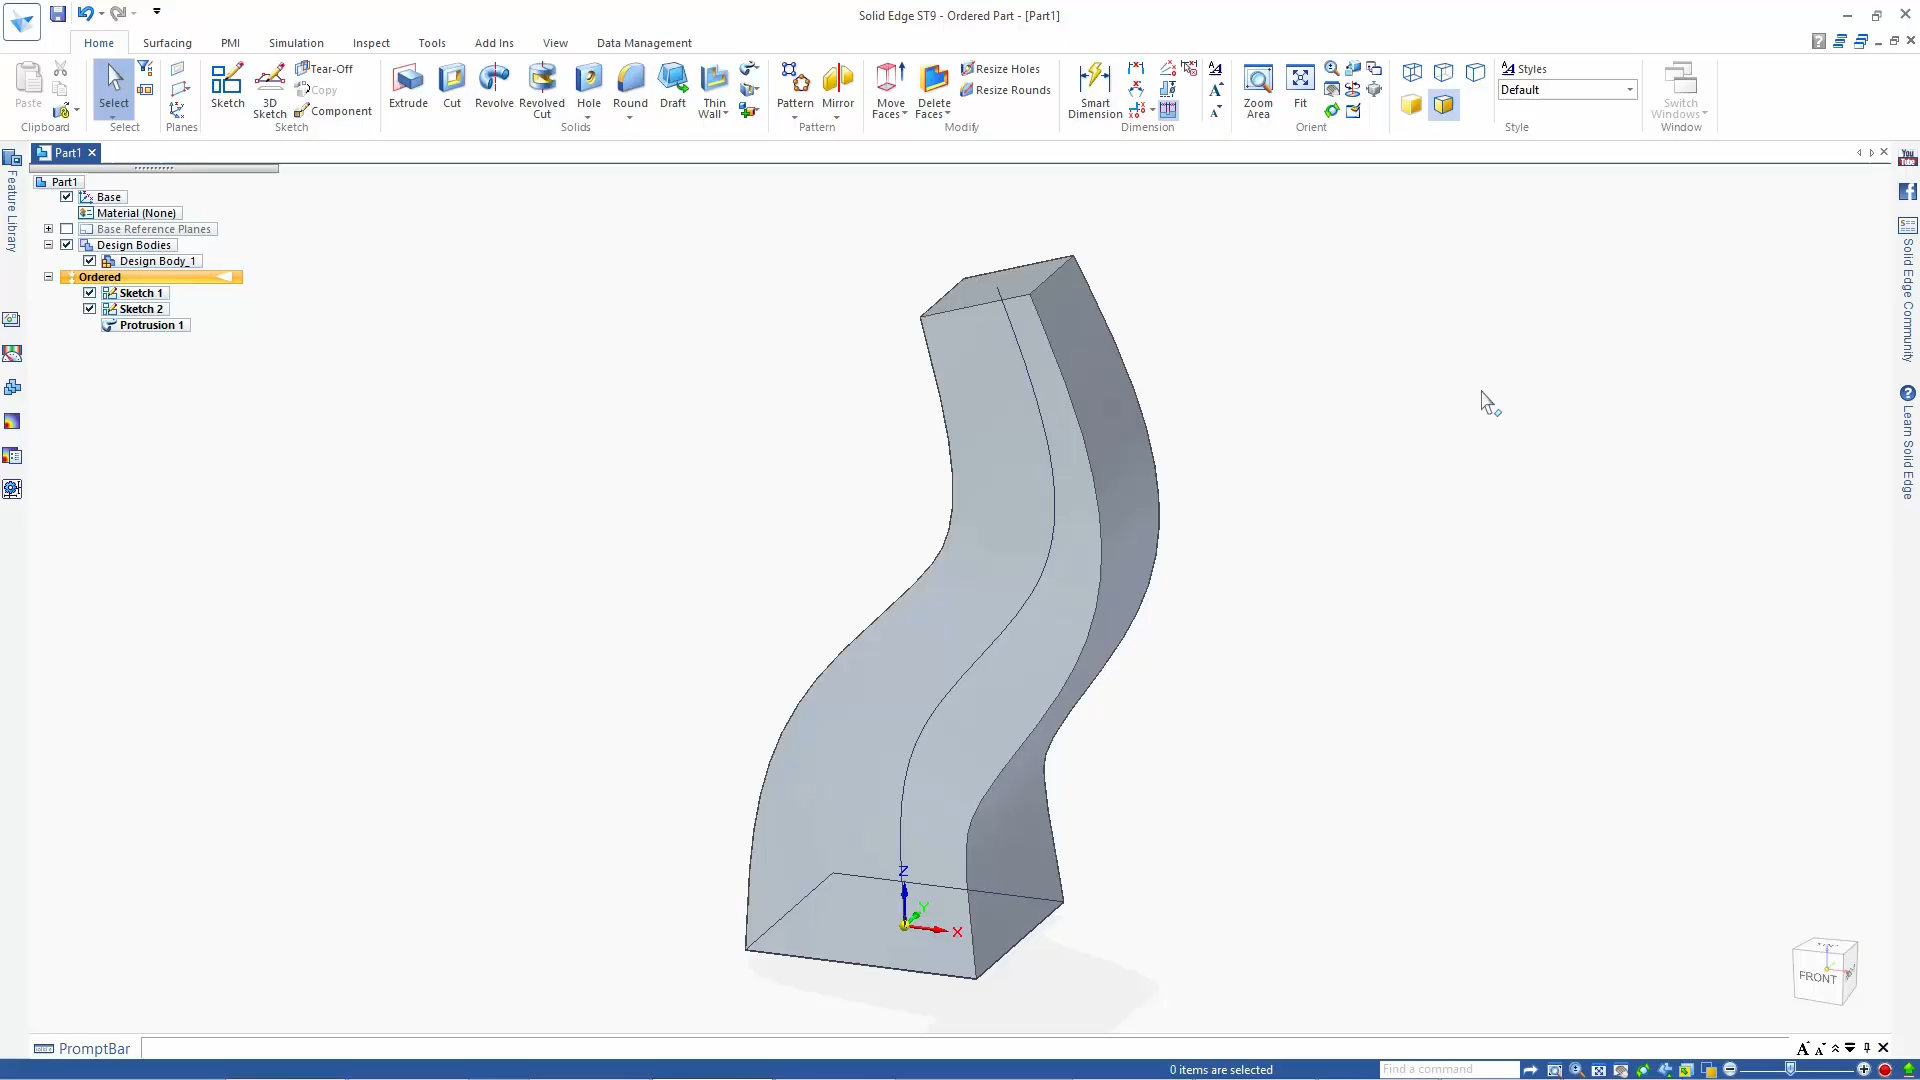 Solid Edge ST9 - Ordered Part - [Part1]
Home Surfacing PMI Simulation Inspect Tools Add Ins View Data Management
Paste
Clipboard
Select
Select
Planes
Sketch
3D Sketch
Tear-Off
Copy
Component
Sketch
Extrude
Cut
Revolve
Revolved Cut
Hole
Round
Draft
Thin Wall
Solids
Pattern
Mirror
Pattern
Move Faces
Delete Faces
Resize Holes
Resize Rounds
Modify
Smart Dimension
Dimension
Zoom Area
Fit
Orient
Styles
Default
Style
Switch Windows
Window
Part1
Feature Library
Part1
Base
Material (None)
Base Reference Planes
Design Bodies
Design Body_1
Ordered
Sketch 1
Sketch 2
Protrusion 1
You Tube
Solid Edge Community
Learn Solid Edge
Z
Y
X
FRONT
PromptBar
0 items are selected
Find a command